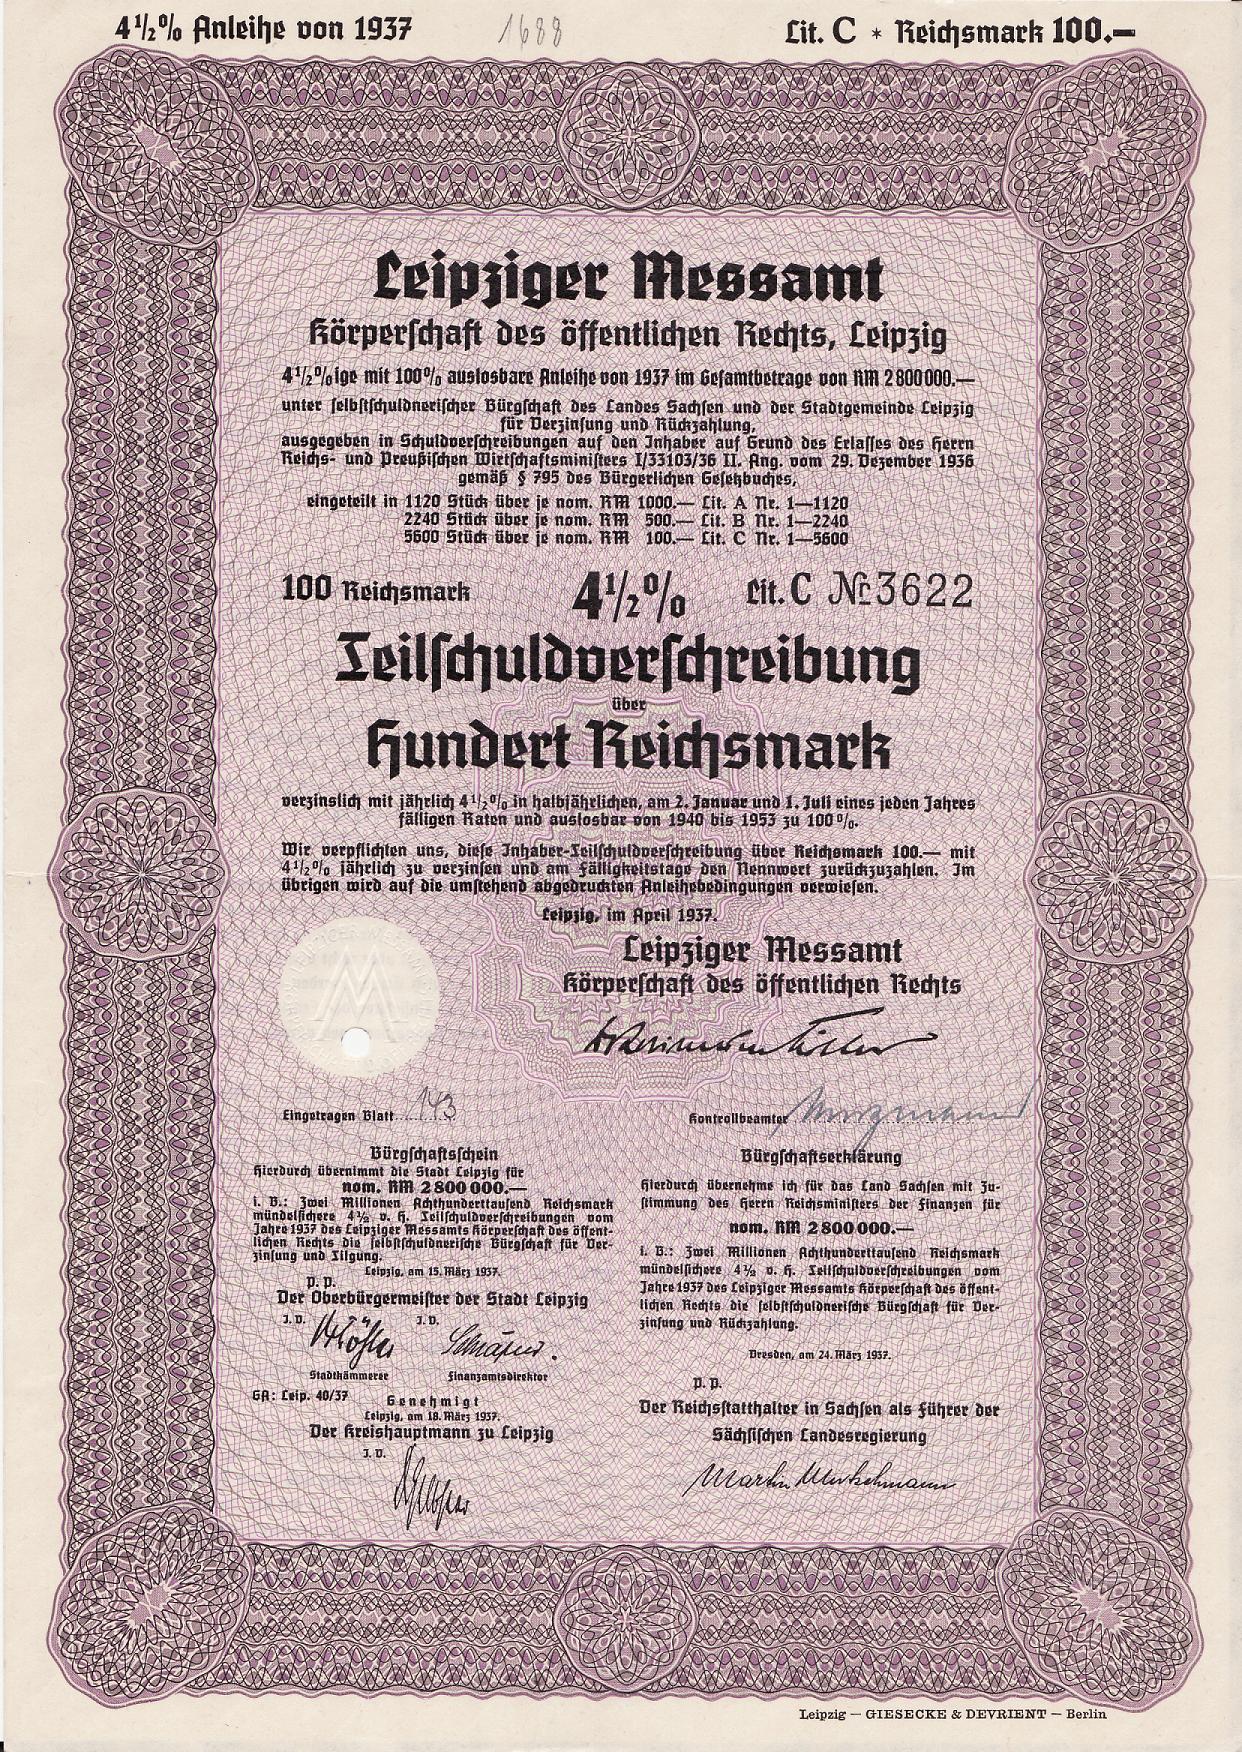 4½% Anleihe von 1937
1688
Lit. C * Reichsmark 100.—
Leipziger Messamt
Körperschaft des öffentlichen Rechts, Leipzig
4½%ige mit 100% auslosbare Anleihe von 1937 im Gesamtbetrage von RM 2 800 000.—
unter selbstschuldnerischer Bürgschaft des Landes Sachsen und der Stadtgemeinde Leipzig
für Verzinsung und Rückzahlung,
ausgegeben in Schuldverschreibungen auf den Inhaber auf Grund des Erlasses des Herrn
Reichs- und Preußischen Wirtschaftsministers I/33103/36 II. Ang. vom 29. Dezember 1936
gemäß § 795 des Bürgerlichen Gesetzbuches,
eingeteilt in 1120 Stück über je nom. RM 1000.— Lit. A Nr. 1—1120
2240 Stück über je nom. RM 500.— Lit. B Nr. 1—2240
5600 Stück über je nom. RM 100.— Lit. C Nr. 1—5600
100 Reichsmark 4½% Lit. C № 3622
Teilschuldverschreibung
über
Hundert Reichsmark
verzinslich mit jährlich 4½% in halbjährlichen, am 2. Januar und 1. Juli eines jeden Jahres
fälligen Raten und auslosbar von 1940 bis 1953 zu 100%.
Wir verpflichten uns, diese Inhaber-Teilschuldverschreibung über Reichsmark 100.— mit
4½% jährlich zu verzinsen und am Fälligkeitstage den Nennwert zurückzuzahlen. Im
übrigen wird auf die umstehend abgedruckten Anleihebedingungen verwiesen.
Leipzig, im April 1937.
Leipziger Messamt
Körperschaft des öffentlichen Rechts
Eingetragen Blatt 143
Kontrollbeamter
Bürgschaftsschein
Hierdurch übernimmt die Stadt Leipzig für
nom. RM 2 800 000.—
i. B.: Zwei Millionen Achthunderttausend Reichsmark
mündelsichere 4½ v. H. Teilschuldverschreibungen vom
Jahre 1937 des Leipziger Messamts Körperschaft des öffent-
lichen Rechts die selbstschuldnerische Bürgschaft für Ver-
zinsung und Tilgung.
Leipzig, am 15. März 1937.
p. p.
Der Oberbürgermeister der Stadt Leipzig
J. V. J. V.
Stadtkämmerer Finanzamtsdirektor
GA: Leip. 40/37
Genehmigt
Leipzig, am 18. März 1937.
Der Kreishauptmann zu Leipzig
J. V.
Bürgschaftserklärung
Hierdurch übernehme ich für das Land Sachsen mit Zu-
stimmung des Herrn Reichsministers der Finanzen für
nom. RM 2 800 000.—
i. B.: Zwei Millionen Achthunderttausend Reichsmark
mündelsichere 4½ v. H. Teilschuldverschreibungen vom
Jahre 1937 des Leipziger Messamts Körperschaft des öffent-
lichen Rechts die selbstschuldnerische Bürgschaft für Ver-
zinsung und Rückzahlung.
Dresden, am 24. März 1937.
p. p.
Der Reichsstatthalter in Sachsen als Führer der
Sächsischen Landesregierung
Martin Mutschmann
Leipzig — GIESECKE & DEVRIENT — Berlin